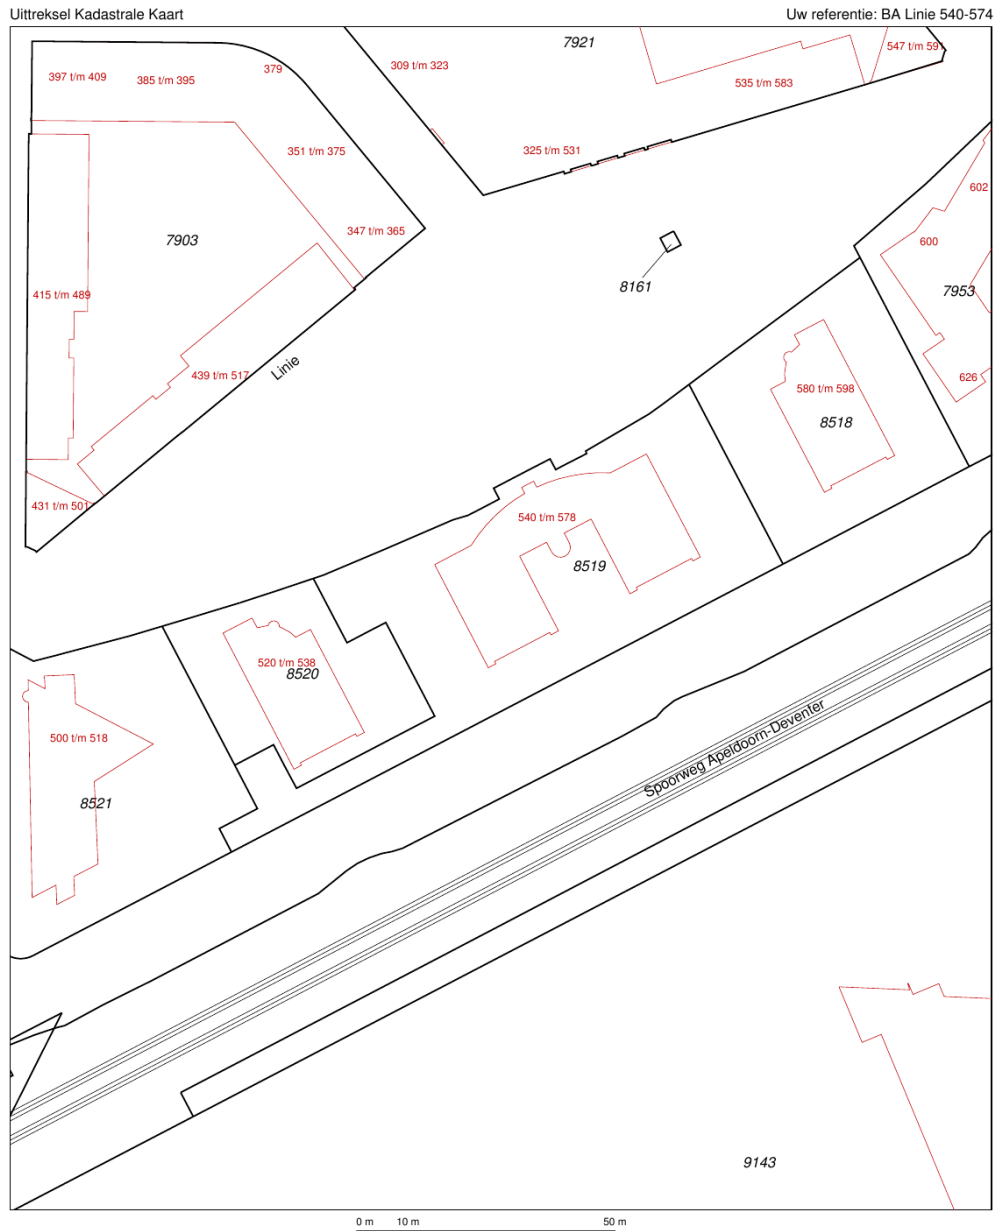 Uittreksel Kadastrale Kaart
Uw referentie: BA Linie 540-574
7921
547 t/m 591
379
309 t/m 323
397 t/m 409
385 t/m 395
535 t/m 583
351 t/m 375
325 t/m 531
602
347 t/m 365
7903
600
8161
7953
415 t/m 489
Linie
439 t/m 517
626
580 t/m 598
8518
431 t/m 501
540 t/m 578
8519
520 t/m 538
8520
500 t/m 518
Spoorweg Apeldoorn-Deventer
8521
9143
0 m 10 m 50 m